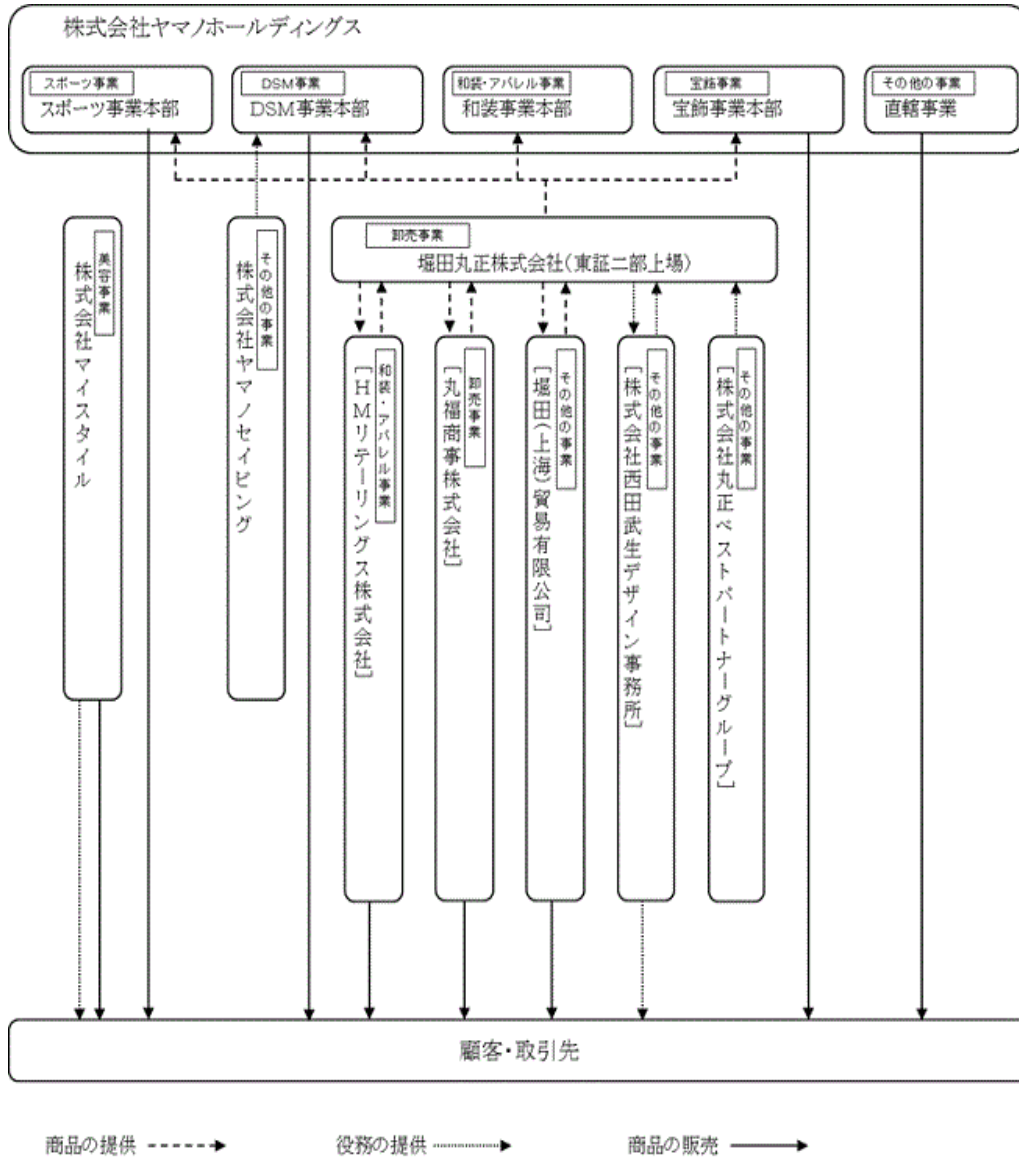 株式会社ヤマノホールディングス
スポーツ事業
スポーツ事業本部
DSM事業
DSM事業本部
和装・アパレル事業
和装事業本部
宝飾事業
宝飾事業本部
その他の事業
直轄事業
美容事業
株式会社マイスタイル
その他の事業
株式会社ヤマノセイビング
卸売事業
堀田丸正株式会社（東証二部上場）
和装・アパレル事業
［HMリテーリングス株式会社］
卸売事業
［丸福商事株式会社］
その他の事業
［堀田（上海）貿易有限公司］
その他の事業
［株式会社西田武生デザイン事務所］
その他の事業
［株式会社丸正ベストパートナーグループ］
顧客・取引先
商品の提供
役務の提供
商品の販売